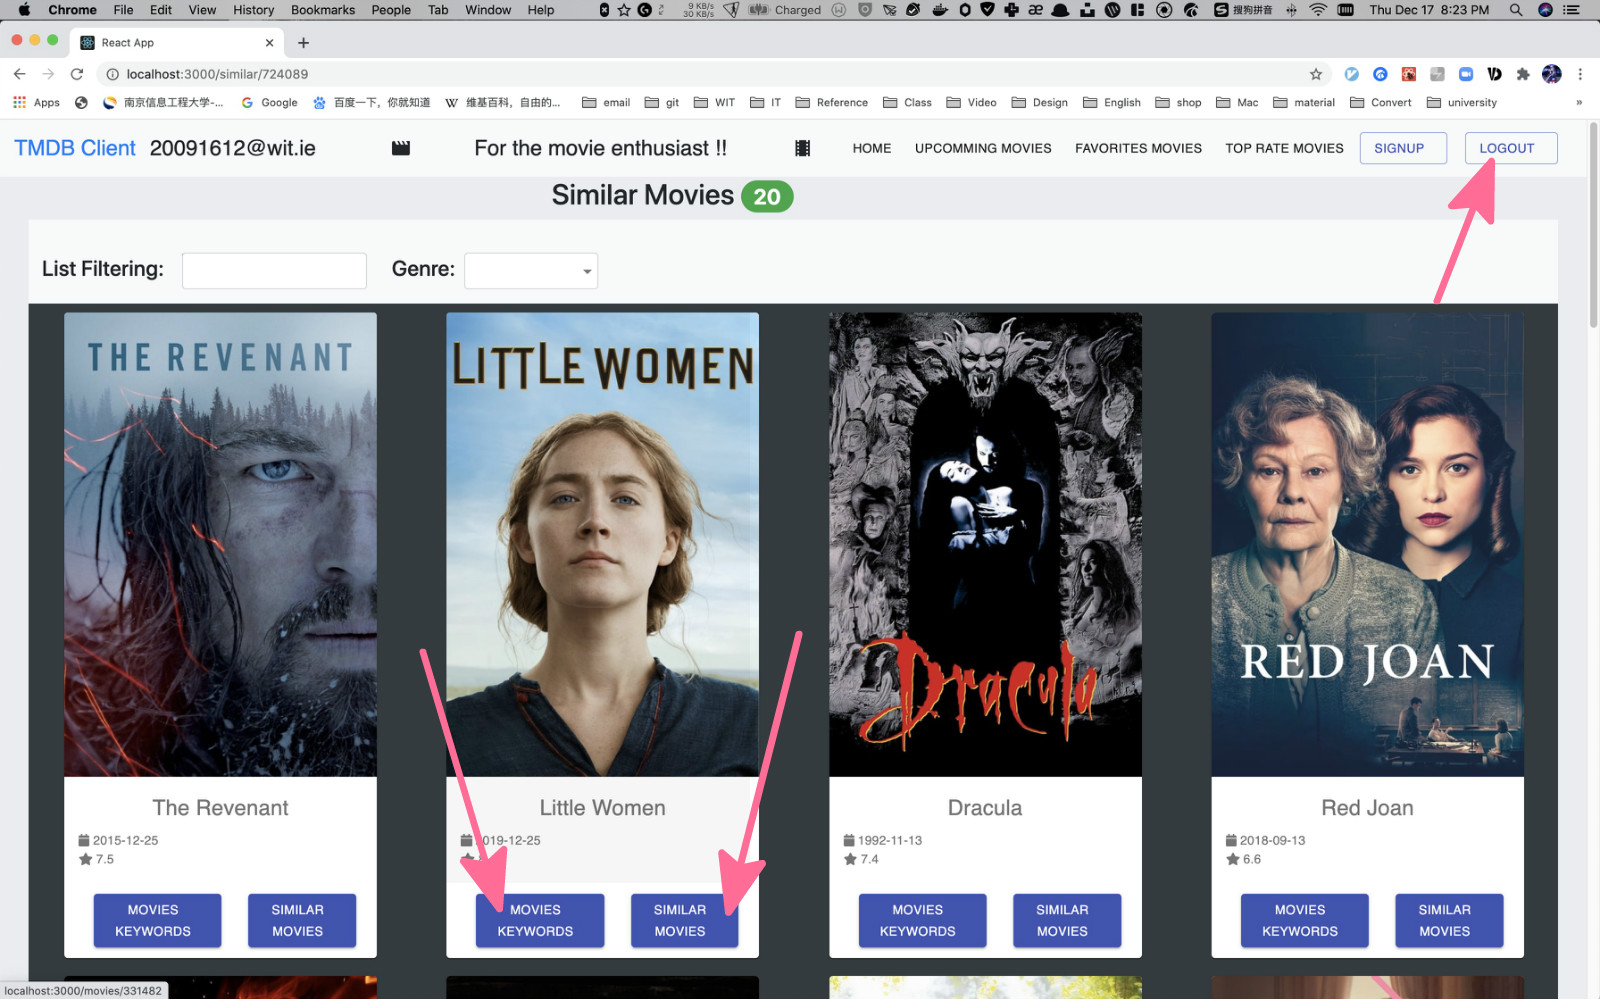 Chrome File Edit View History Bookmarks People Tab Window Help 9 KB/s 30 KB/s Charged 搜狗拼音 Thu Dec 17 8:23 PM
React App
localhost:3000/similar/724089
Apps 南京信息工程大学-... Google 百度一下，你就知道 维基百科，自由的... email git WIT IT Reference Class Video Design English shop Mac material Convert university »
TMDB Client 20091612@wit.ie For the movie enthusiast !! HOME UPCOMMING MOVIES FAVORITES MOVIES TOP RATE MOVIES SIGNUP LOGOUT
Similar Movies 20
List Filtering: Genre:
THE REVENANT
LITTLE WOMEN
Dracula
RED JOAN
The Revenant
2015-12-25
7.5
MOVIES KEYWORDS
SIMILAR MOVIES
Little Women
2019-12-25
MOVIES KEYWORDS
SIMILAR MOVIES
Dracula
1992-11-13
7.4
MOVIES KEYWORDS
SIMILAR MOVIES
Red Joan
2018-09-13
6.6
MOVIES KEYWORDS
SIMILAR MOVIES
localhost:3000/movies/331482